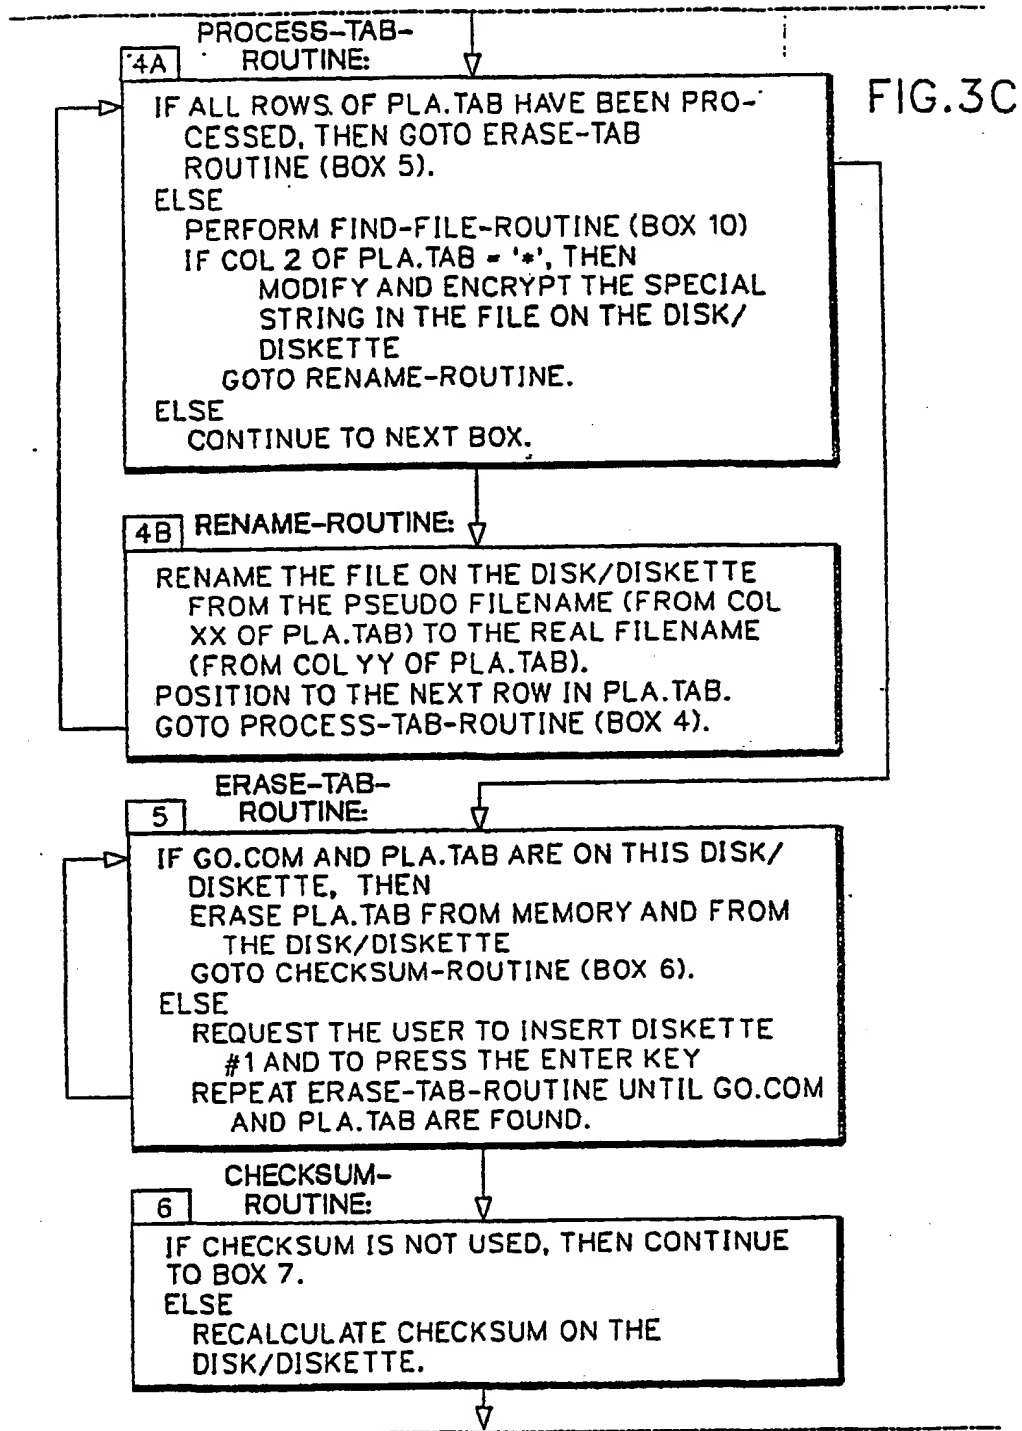 PROCESS-TAB-
ROUTINE:
4A
FIG.3C
IF ALL ROWS OF PLA.TAB HAVE BEEN PRO-
CESSED, THEN GOTO ERASE-TAB
ROUTINE (BOX 5).
ELSE
PERFORM FIND-FILE-ROUTINE (BOX 10)
IF COL 2 OF PLA.TAB = '*', THEN
MODIFY AND ENCRYPT THE SPECIAL
STRING IN THE FILE ON THE DISK/
DISKETTE
GOTO RENAME-ROUTINE.
ELSE
CONTINUE TO NEXT BOX.
4B RENAME-ROUTINE:
RENAME THE FILE ON THE DISK/DISKETTE
FROM THE PSEUDO FILENAME (FROM COL
XX OF PLA.TAB) TO THE REAL FILENAME
(FROM COL YY OF PLA.TAB).
POSITION TO THE NEXT ROW IN PLA.TAB.
GOTO PROCESS-TAB-ROUTINE (BOX 4).
ERASE-TAB-
ROUTINE:
5
IF GO.COM AND PLA.TAB ARE ON THIS DISK/
DISKETTE, THEN
ERASE PLA.TAB FROM MEMORY AND FROM
THE DISK/DISKETTE
GOTO CHECKSUM-ROUTINE (BOX 6).
ELSE
REQUEST THE USER TO INSERT DISKETTE
#1 AND TO PRESS THE ENTER KEY
REPEAT ERASE-TAB-ROUTINE UNTIL GO.COM
AND PLA.TAB ARE FOUND.
CHECKSUM-
ROUTINE:
6
IF CHECKSUM IS NOT USED, THEN CONTINUE
TO BOX 7.
ELSE
RECALCULATE CHECKSUM ON THE
DISK/DISKETTE.